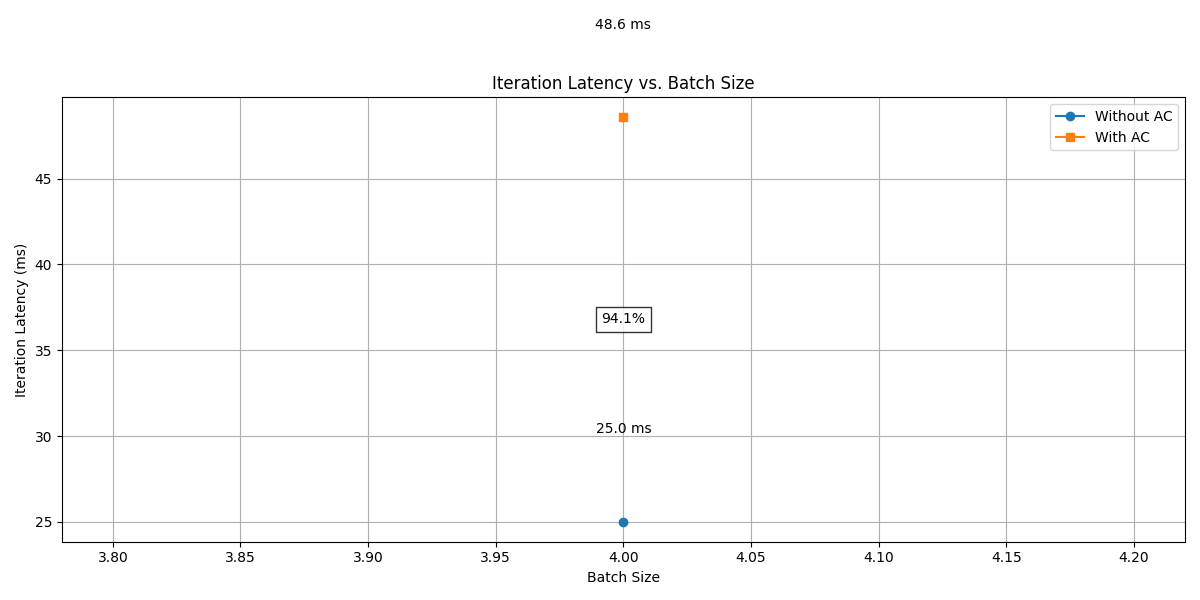 48.6 ms
Iteration Latency vs. Batch Size
Without AC
With AC
45
40
35
30
25
Iteration Latency (ms)
94.1%
25.0 ms
3.80 3.85 3.90 3.95 4.00 4.05 4.10 4.15 4.20
Batch Size